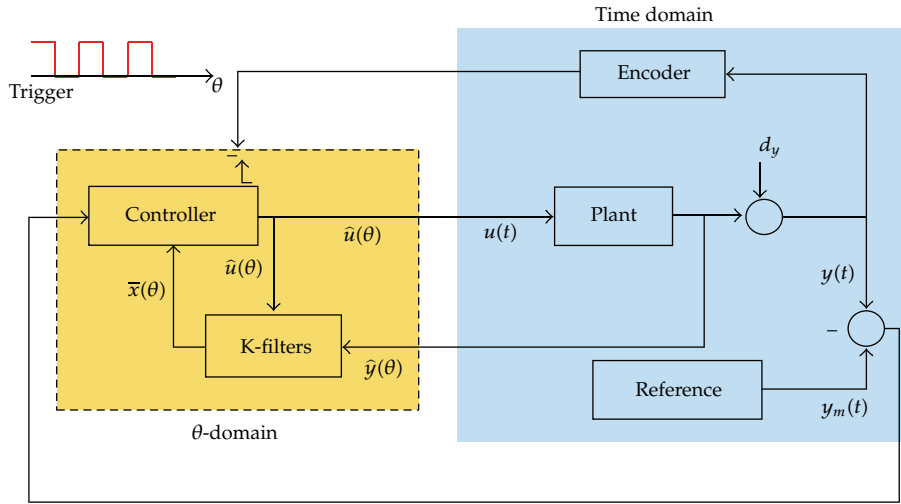 Time domain
Trigger
θ
Encoder
d_y
Controller
û(θ)
u(t)
Plant
û(θ)
x̅(θ)
y(t)
K-filters
ŷ(θ)
−
−
Reference
y_m(t)
θ-domain